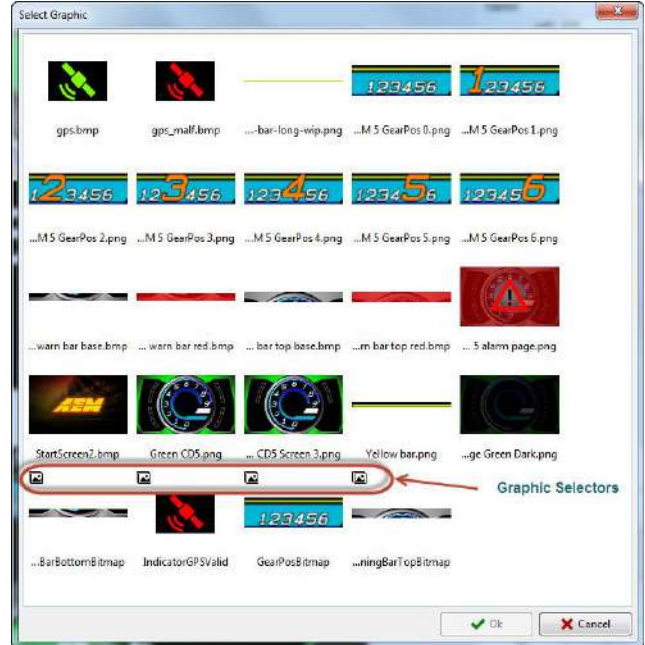 Select Graphic
gps.bmp gps_malf.bmp ...-bar-long-wip.png ...M 5 GearPos 0.png ...M 5 GearPos 1.png
123456 123456
123456 123456 123456 123456 123456
...M 5 GearPos 2.png ...M 5 GearPos 3.png ...M 5 GearPos 4.png ...M 5 GearPos 5.png ...M 5 GearPos 6.png
...warn bar base.bmp ... warn bar red.bmp ... bar top base.bmp ...rn bar top red.bmp ... 5 alarm page.png
AEM
StartScreen2.bmp Green CD5.png ... CD5 Screen 3.png Yellow bar.png ...ge Green Dark.png
Graphic Selectors
123456
...BarBottomBitmap IndicatorGPSValid GearPosBitmap ...ningBarTopBitmap
Ok Cancel